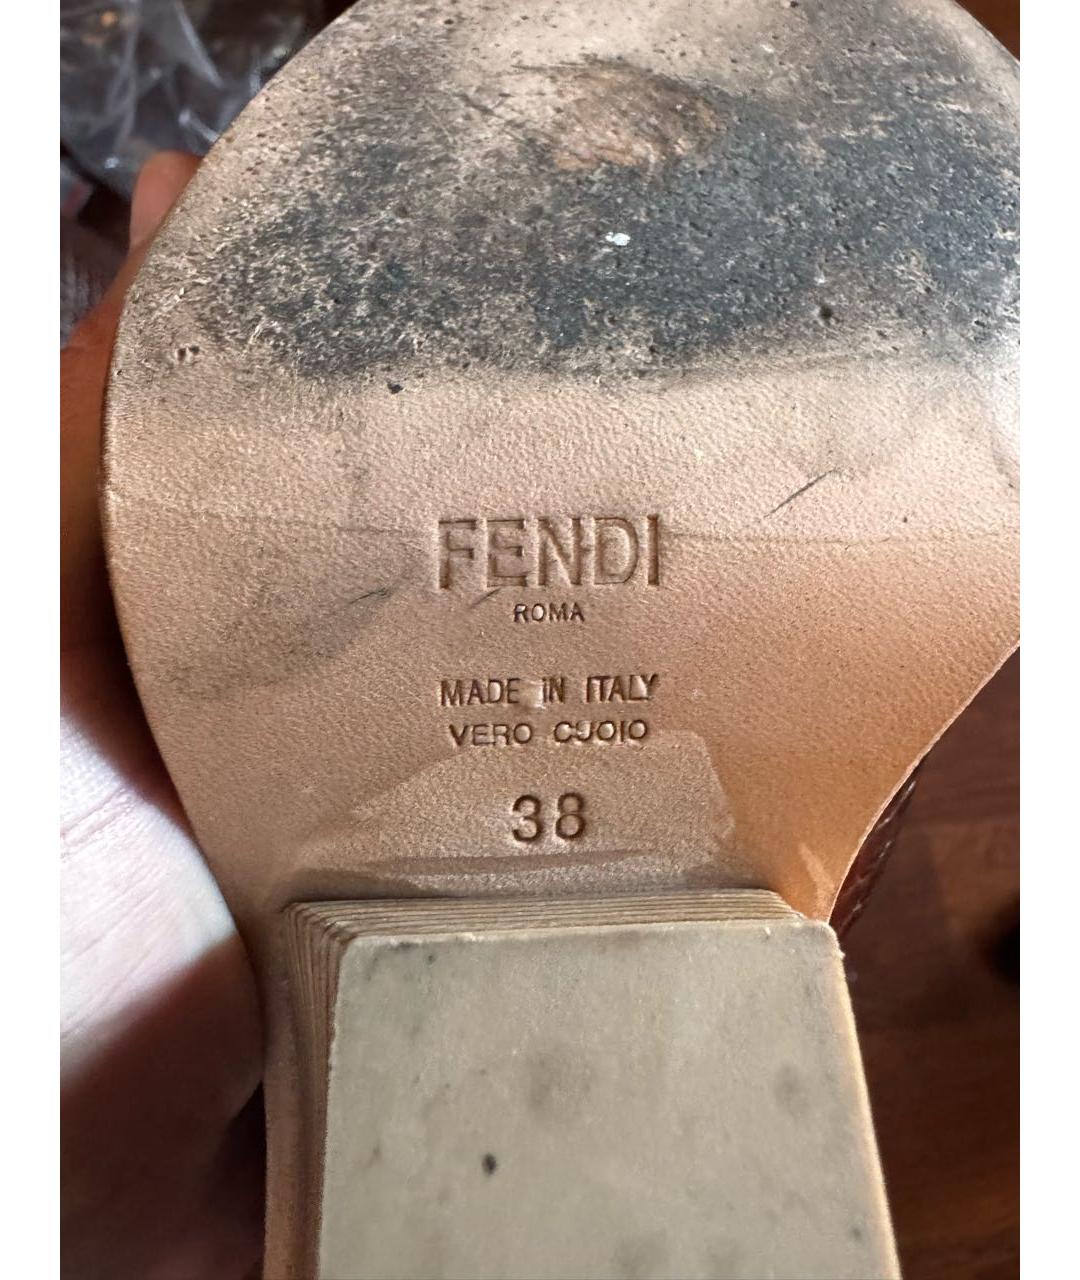 FENDI
ROMA
MADE IN ITALY
VERO CUOIO
38